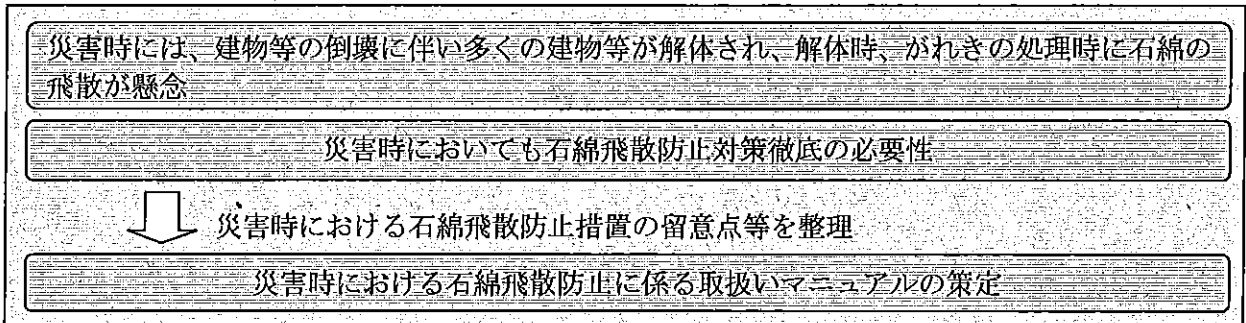 災害時には、建物等の倒壊に伴い多くの建物等が解体され、解体時、がれきの処理時に石綿の
飛散が懸念
災害時においても石綿飛散防止対策徹底の必要性
災害時における石綿飛散防止措置の留意点等を整理
災害時における石綿飛散防止に係る取扱いマニュアルの策定